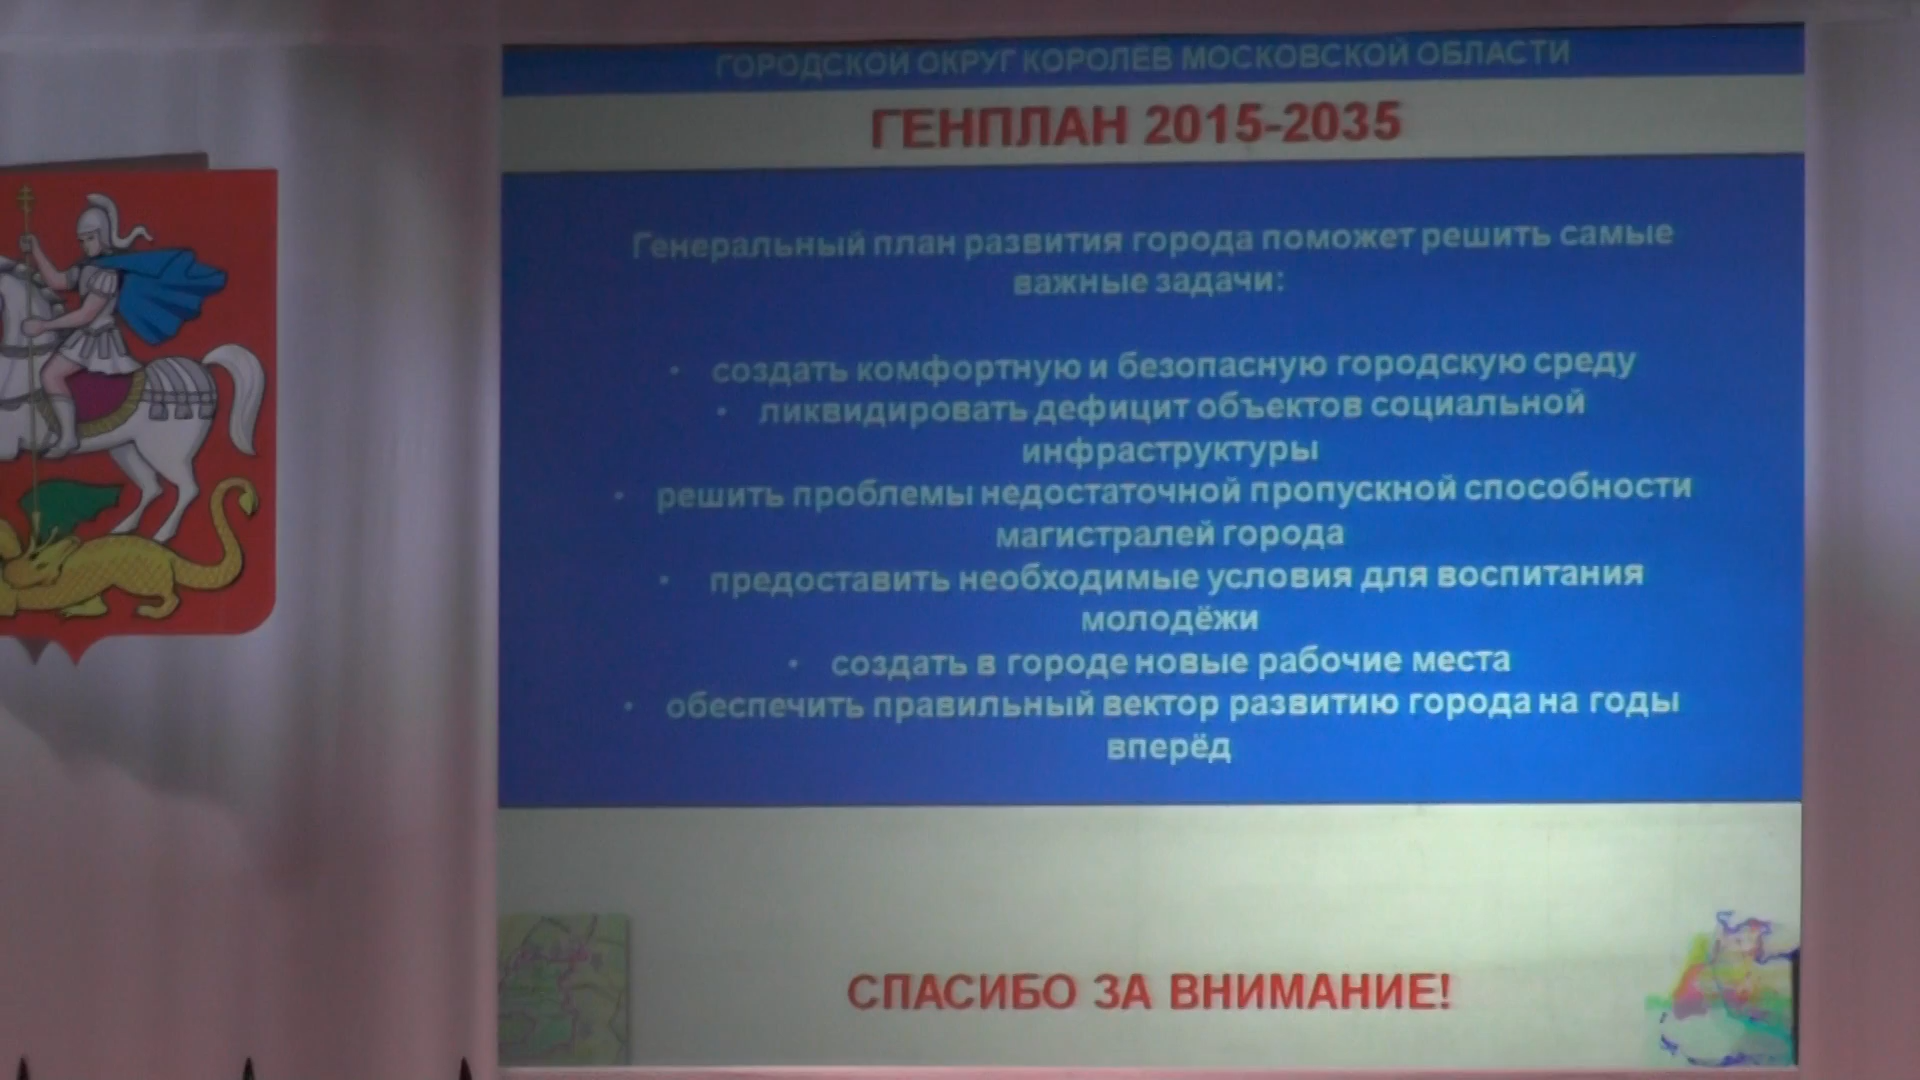 ГОРОДСКОЙ ОКРУГ КОРОЛЕВ МОСКОВСКОЙ ОБЛАСТИ
ГЕНПЛАН 2015-2035
Генеральный план развития города поможет решить самые
важные задачи:
• создать комфортную и безопасную городскую среду
• ликвидировать дефицит объектов социальной
инфраструктуры
• решить проблемы недостаточной пропускной способности
магистралей города
• предоставить необходимые условия для воспитания
молодёжи
• создать в городе новые рабочие места
• обеспечить правильный вектор развитию города на годы
вперёд
СПАСИБО ЗА ВНИМАНИЕ!